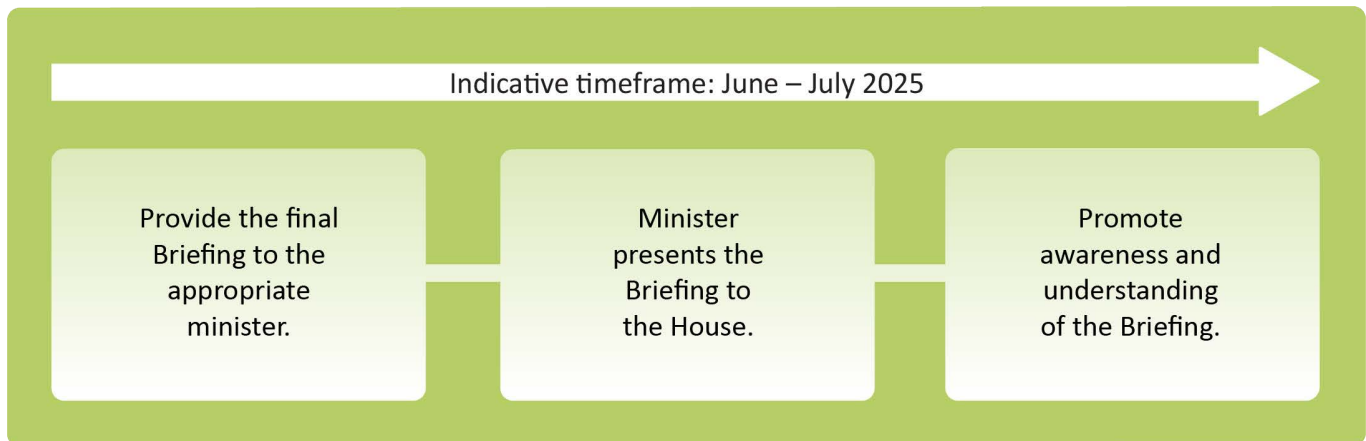 Indicative timeframe: June – July 2025
Provide the final
Briefing to the
appropriate
minister.
Minister
presents the
Briefing to
the House.
Promote
awareness and
understanding
of the Briefing.